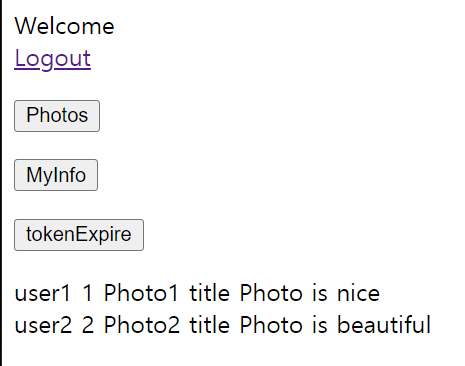 Welcome
Logout
Photos
MyInfo
tokenExpire
user1 1 Photo1 title Photo is nice
user2 2 Photo2 title Photo is beautiful